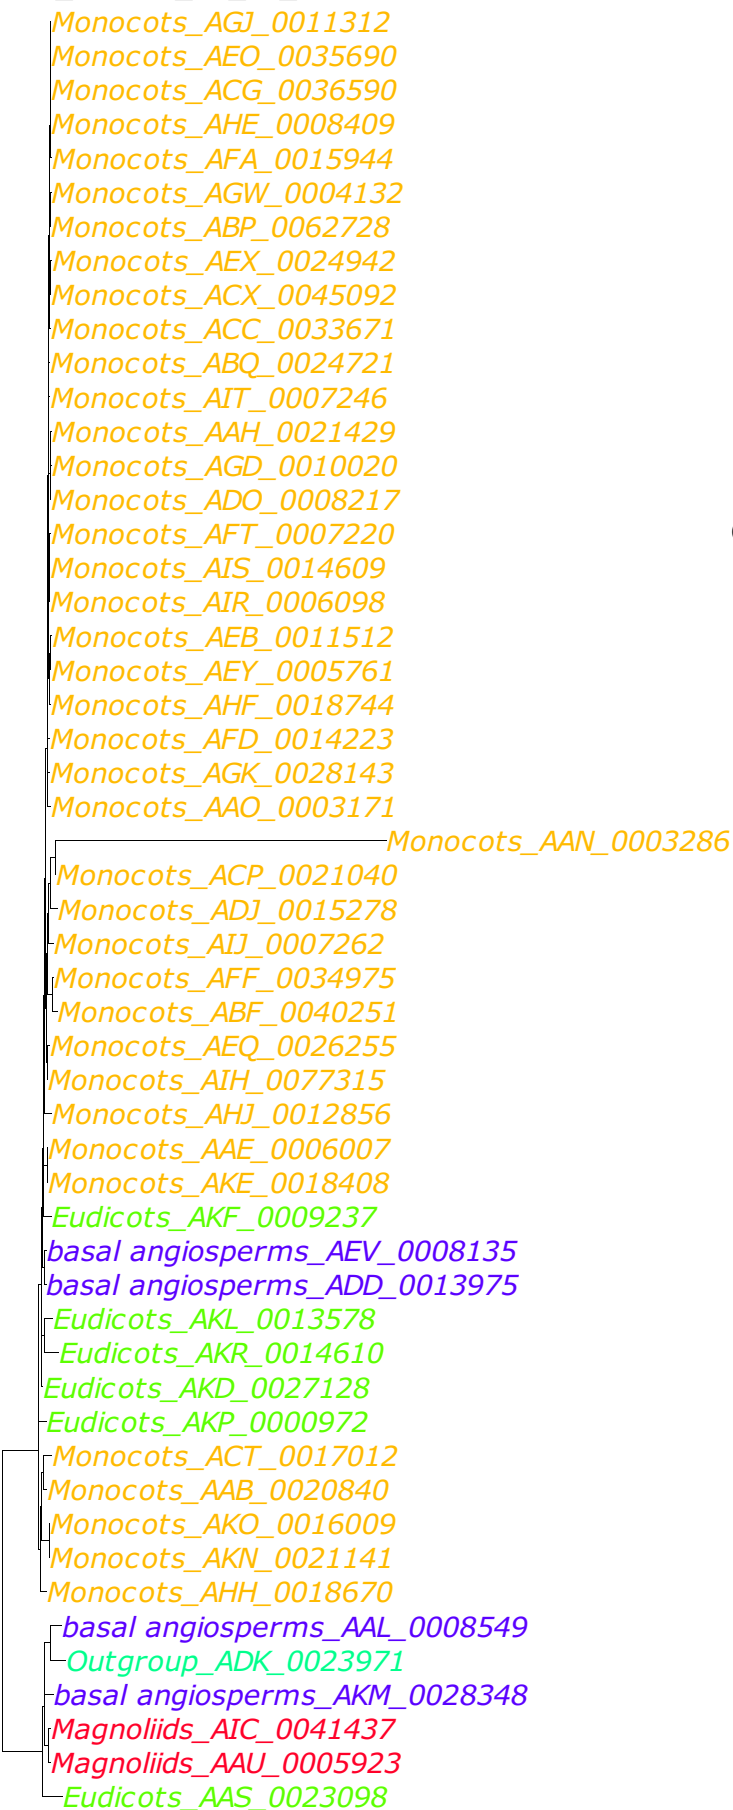 Monocots_AGJ_0011312
Monocots_AEO_0035690
Monocots_ACG_0036590
Monocots_AHE_0008409
Monocots_AFA_0015944
Monocots_AGW_0004132
Monocots_ABP_0062728
Monocots_AEX_0024942
Monocots_ACX_0045092
Monocots_ACC_0033671
Monocots_ABQ_0024721
Monocots_AIT_0007246
Monocots_AAH_0021429
Monocots_AGD_0010020
Monocots_ADO_0008217
Monocots_AFT_0007220
Monocots_AIS_0014609
Monocots_AIR_0006098
Monocots_AEB_0011512
Monocots_AEY_0005761
Monocots_AHF_0018744
Monocots_AFD_0014223
Monocots_AGK_0028143
Monocots_AAO_0003171
Monocots_AAN_0003286
Monocots_ACP_0021040
Monocots_ADJ_0015278
Monocots_AIJ_0007262
Monocots_AFF_0034975
Monocots_ABF_0040251
Monocots_AEQ_0026255
Monocots_AIH_0077315
Monocots_AHJ_0012856
Monocots_AAE_0006007
Monocots_AKE_0018408
Eudicots_AKF_0009237
basal angiosperms_AEV_0008135
basal angiosperms_ADD_0013975
Eudicots_AKL_0013578
Eudicots_AKR_0014610
Eudicots_AKD_0027128
Eudicots_AKP_0000972
Monocots_ACT_0017012
Monocots_AAB_0020840
Monocots_AKO_0016009
Monocots_AKN_0021141
Monocots_AHH_0018670
basal angiosperms_AAL_0008549
Outgroup_ADK_0023971
basal angiosperms_AKM_0028348
Magnoliids_AIC_0041437
Magnoliids_AAU_0005923
Eudicots_AAS_0023098